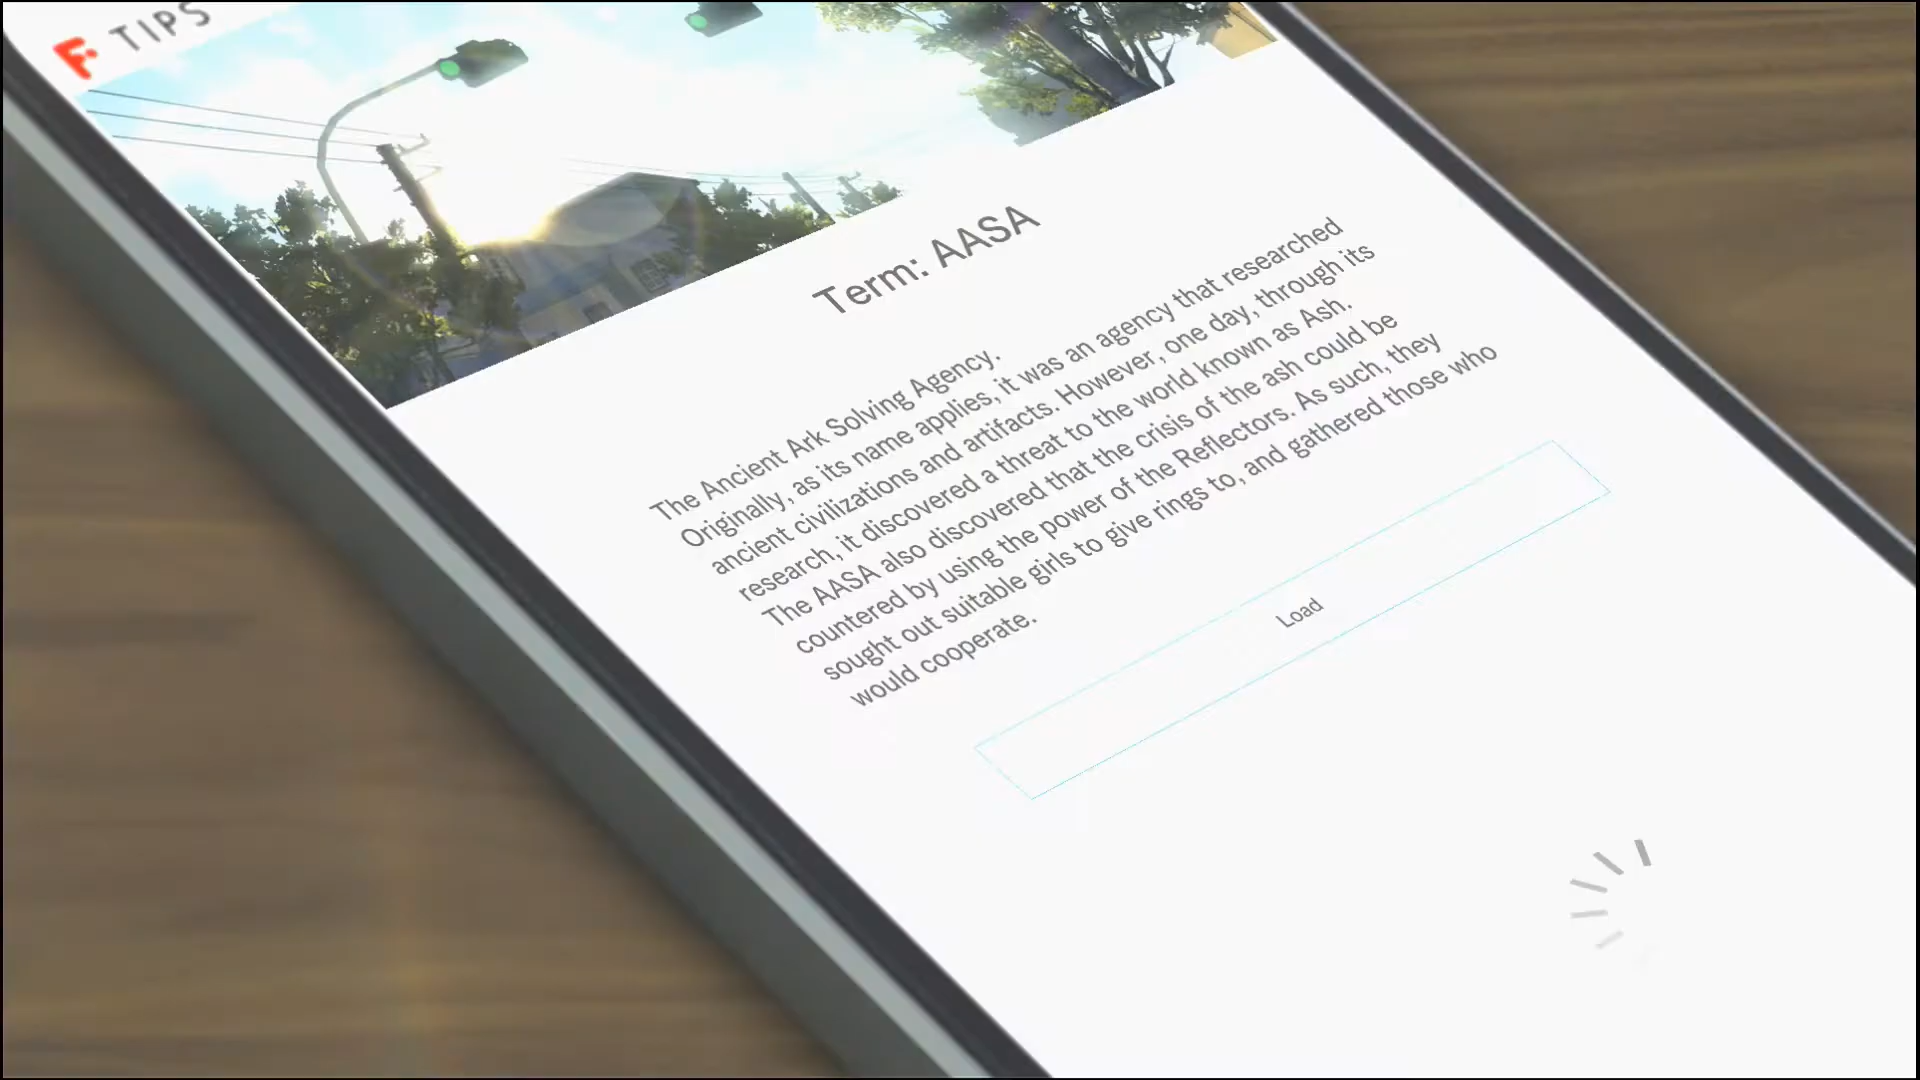 TIPS
Term: AASA
The Ancient Ark Solving Agency.
Originally, as its name applies, it was an agency that researched
ancient civilizations and artifacts. However, one day, through its
research, it discovered a threat to the world known as Ash.
The AASA also discovered that the crisis of the ash could be
countered by using the power of the Reflectors. As such, they
sought out suitable girls to give rings to, and gathered those who
would cooperate.
Load